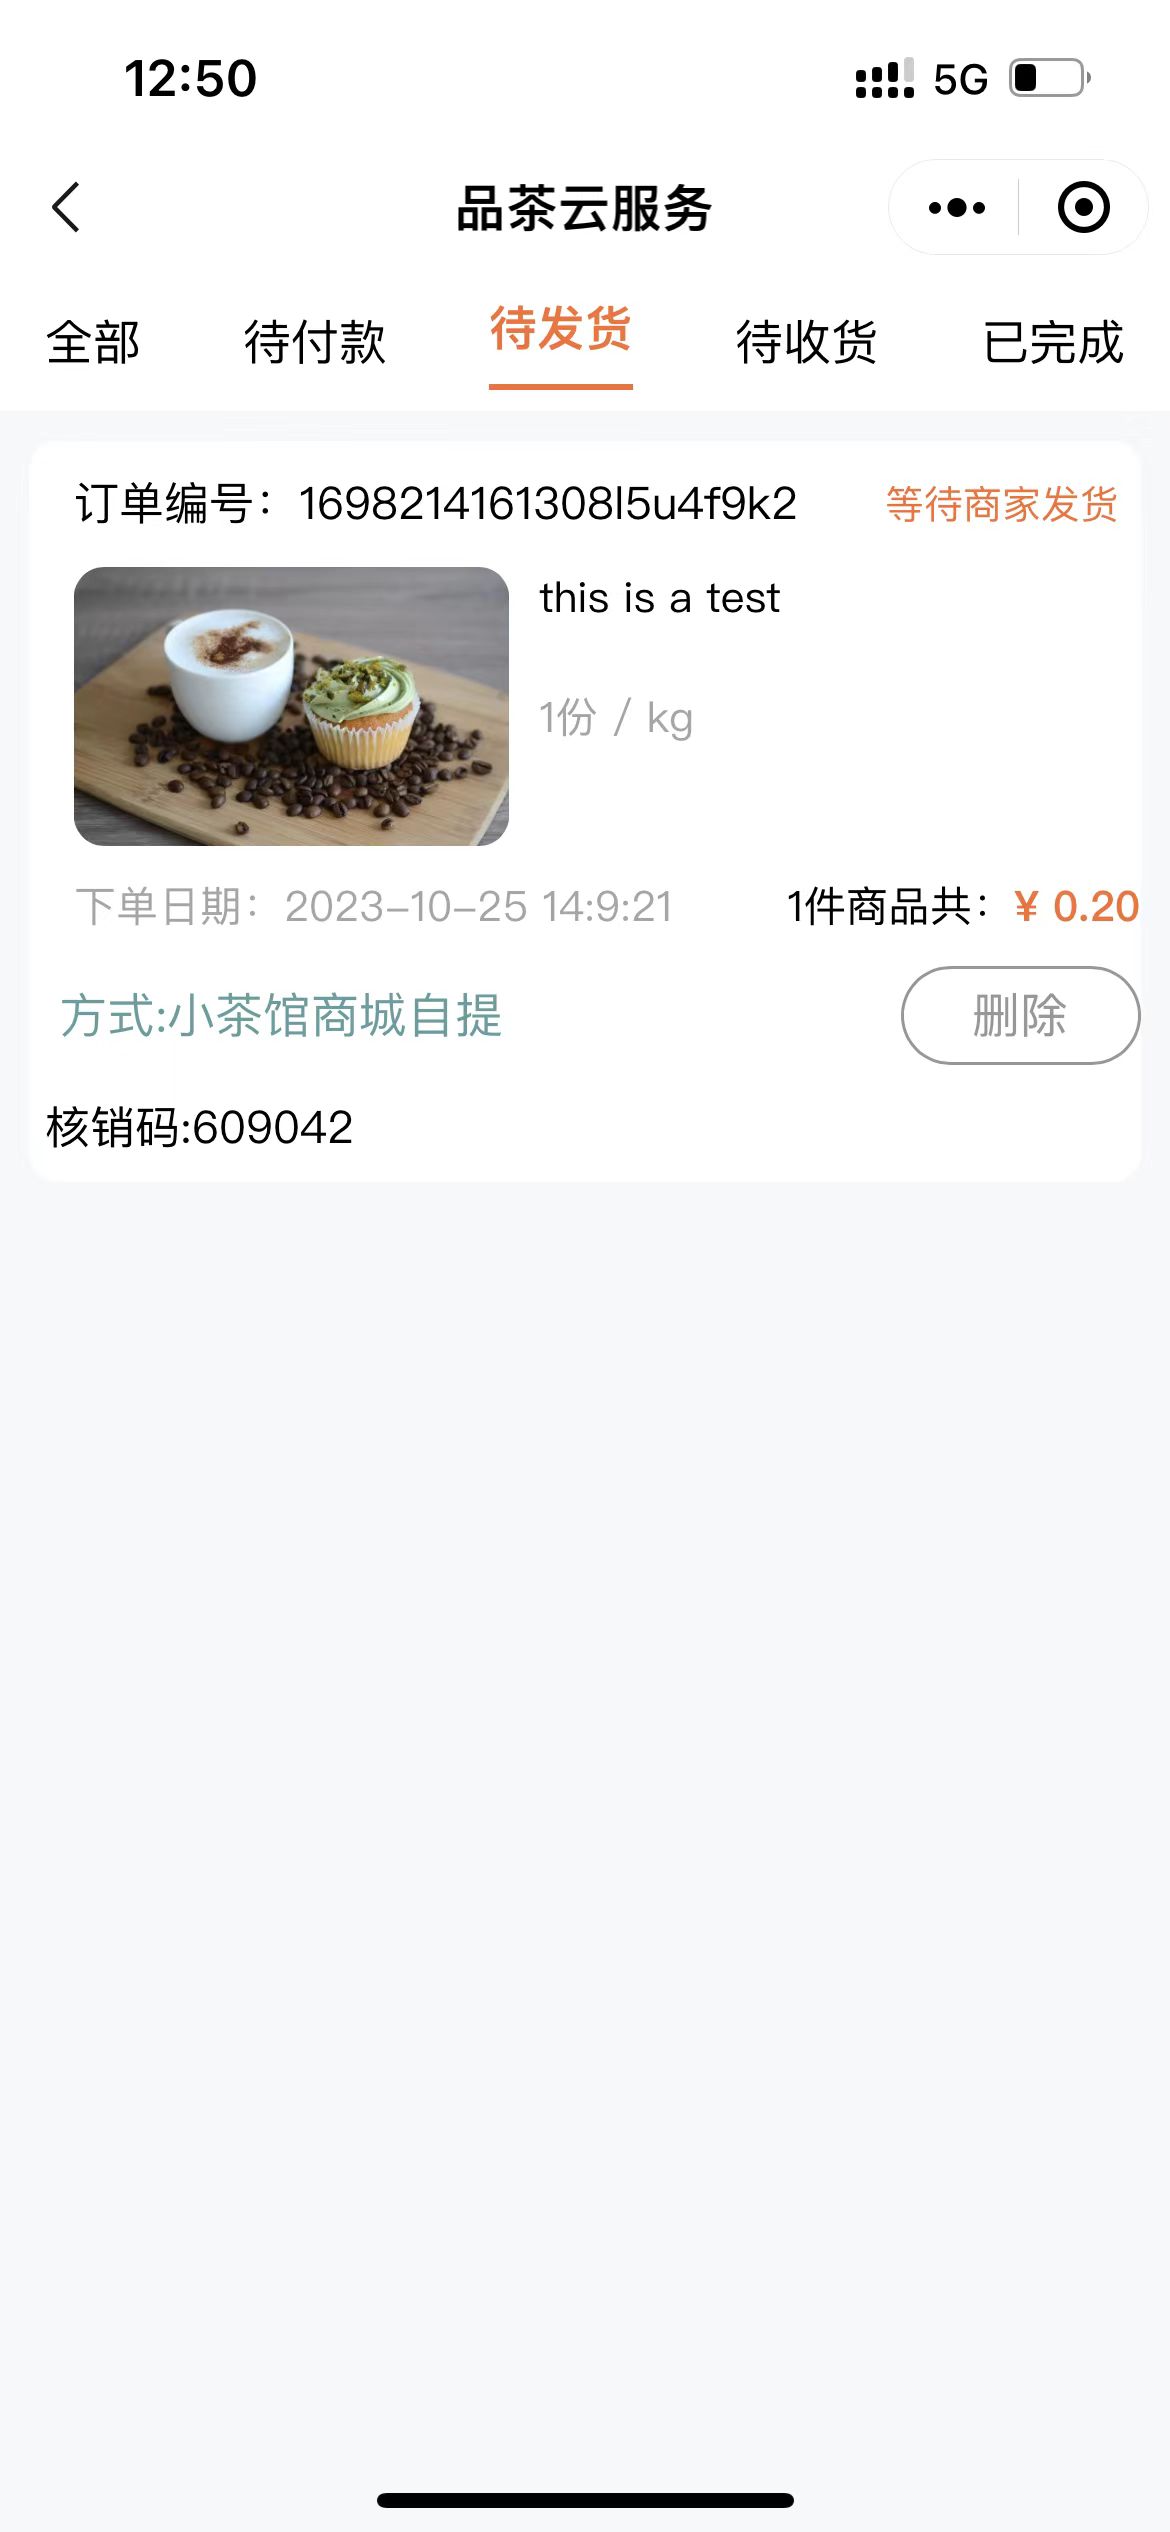 12:50 5G
品茶云服务
全部 待付款 待发货 待收货 已完成
订单编号：1698214161308l5u4f9k2 等待商家发货
this is a test
1份 / kg
下单日期：2023-10-25 14:9:21 1件商品共：¥ 0.20
方式:小茶馆商城自提 删除
核销码:609042